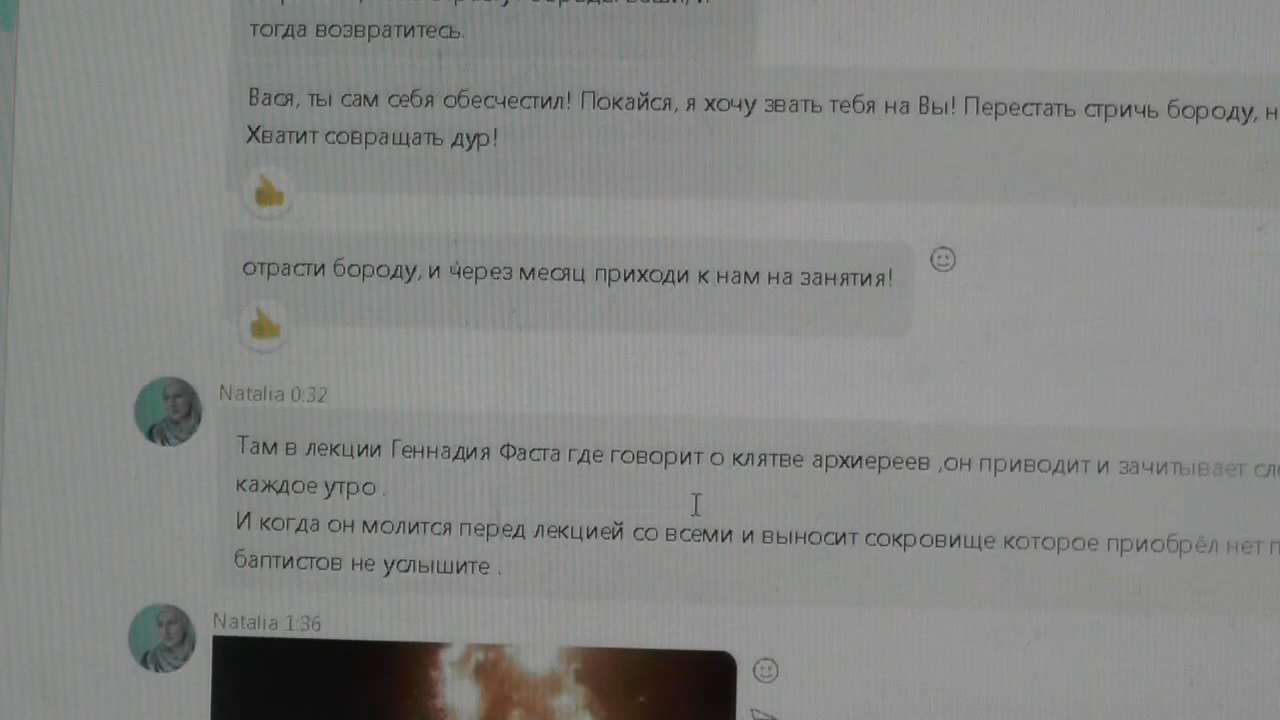 тогда возвратитесь.
Вася, ты сам себя обесчестил! Покайся, я хочу звать тебя на Вы! Перестать стричь бороду,
Хватит совращать дур!
отрасти бороду, и через месяц приходи к нам на занятия!
Natalia 0:32
Там в лекции Геннадия Фаста где говорит о клятве архиереев ,он приводит и зачитывает
каждое утро .
И когда он молится перед лекцией со всеми и выносит сокровище которое приобрёл нет
баптистов не услышите .
Natalia 1:36